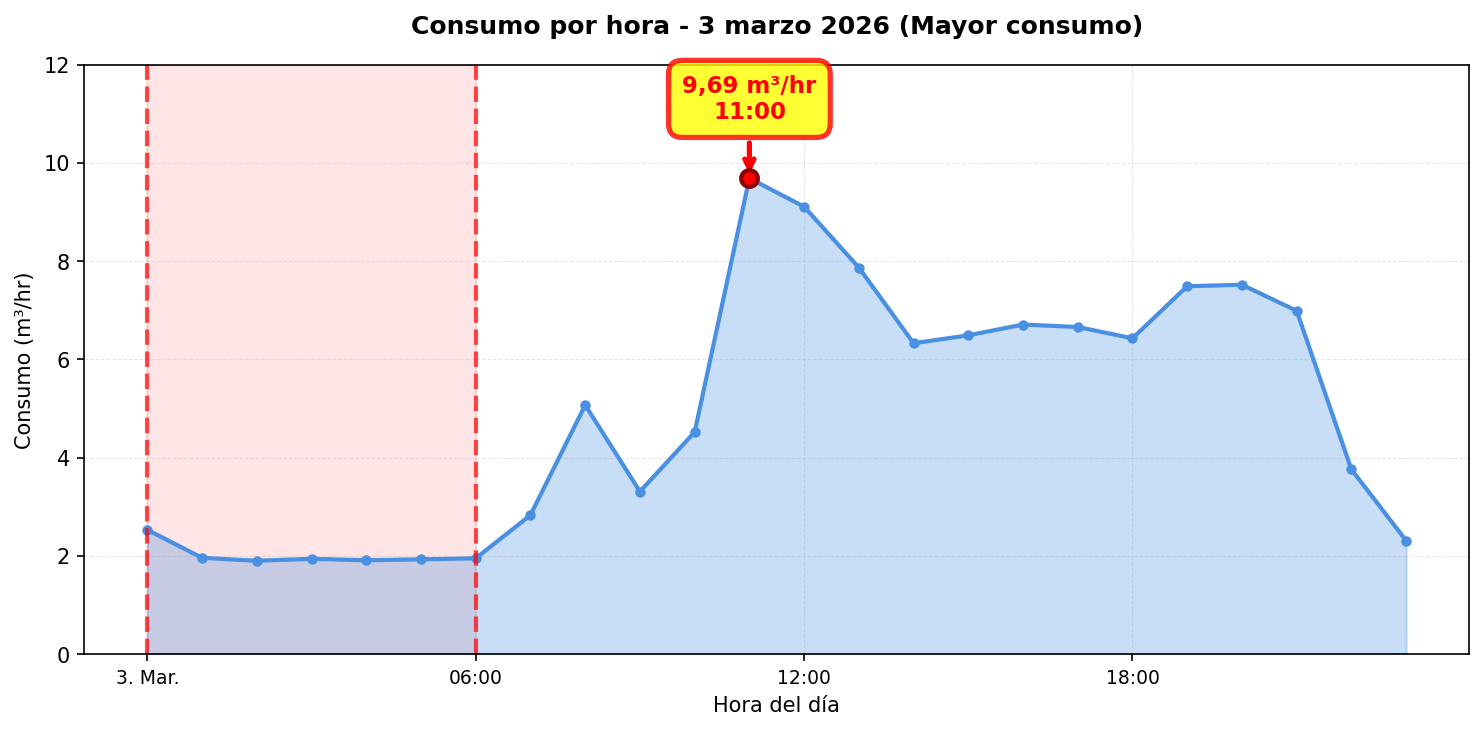 Consumo por hora - 3 marzo 2026 (Mayor consumo)
9,69 m³/hr
11:00
Consumo (m³/hr)
12
10
8
6
4
2
0
3. Mar.
06:00
12:00
18:00
Hora del día